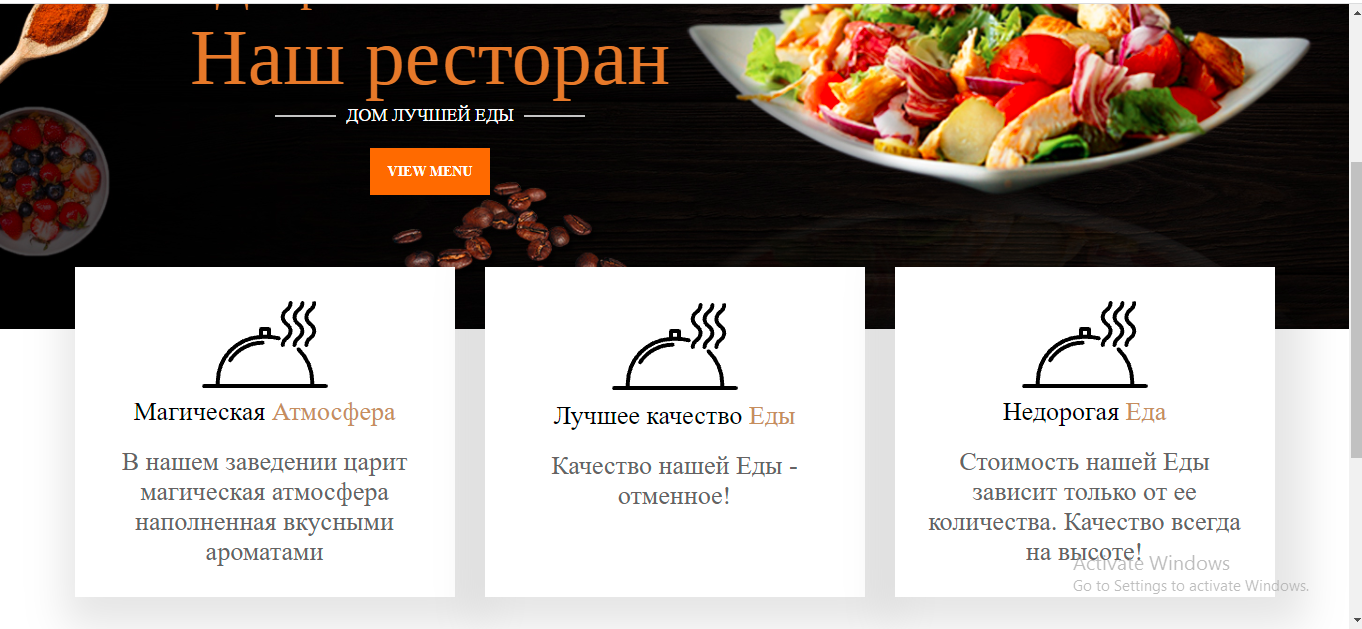 Наш ресторан
ДОМ ЛУЧШЕЙ ЕДЫ
VIEW MENU
Магическая Атмосфера
В нашем заведении царит
магическая атмосфера
наполненная вкусными
ароматами
Лучшее качество Еды
Качество нашей Еды -
отменное!
Недорогая Еда
Стоимость нашей Еды
зависит только от ее
количества. Качество всегда
на высоте!
Activate Windows
Go to Settings to activate Windows.